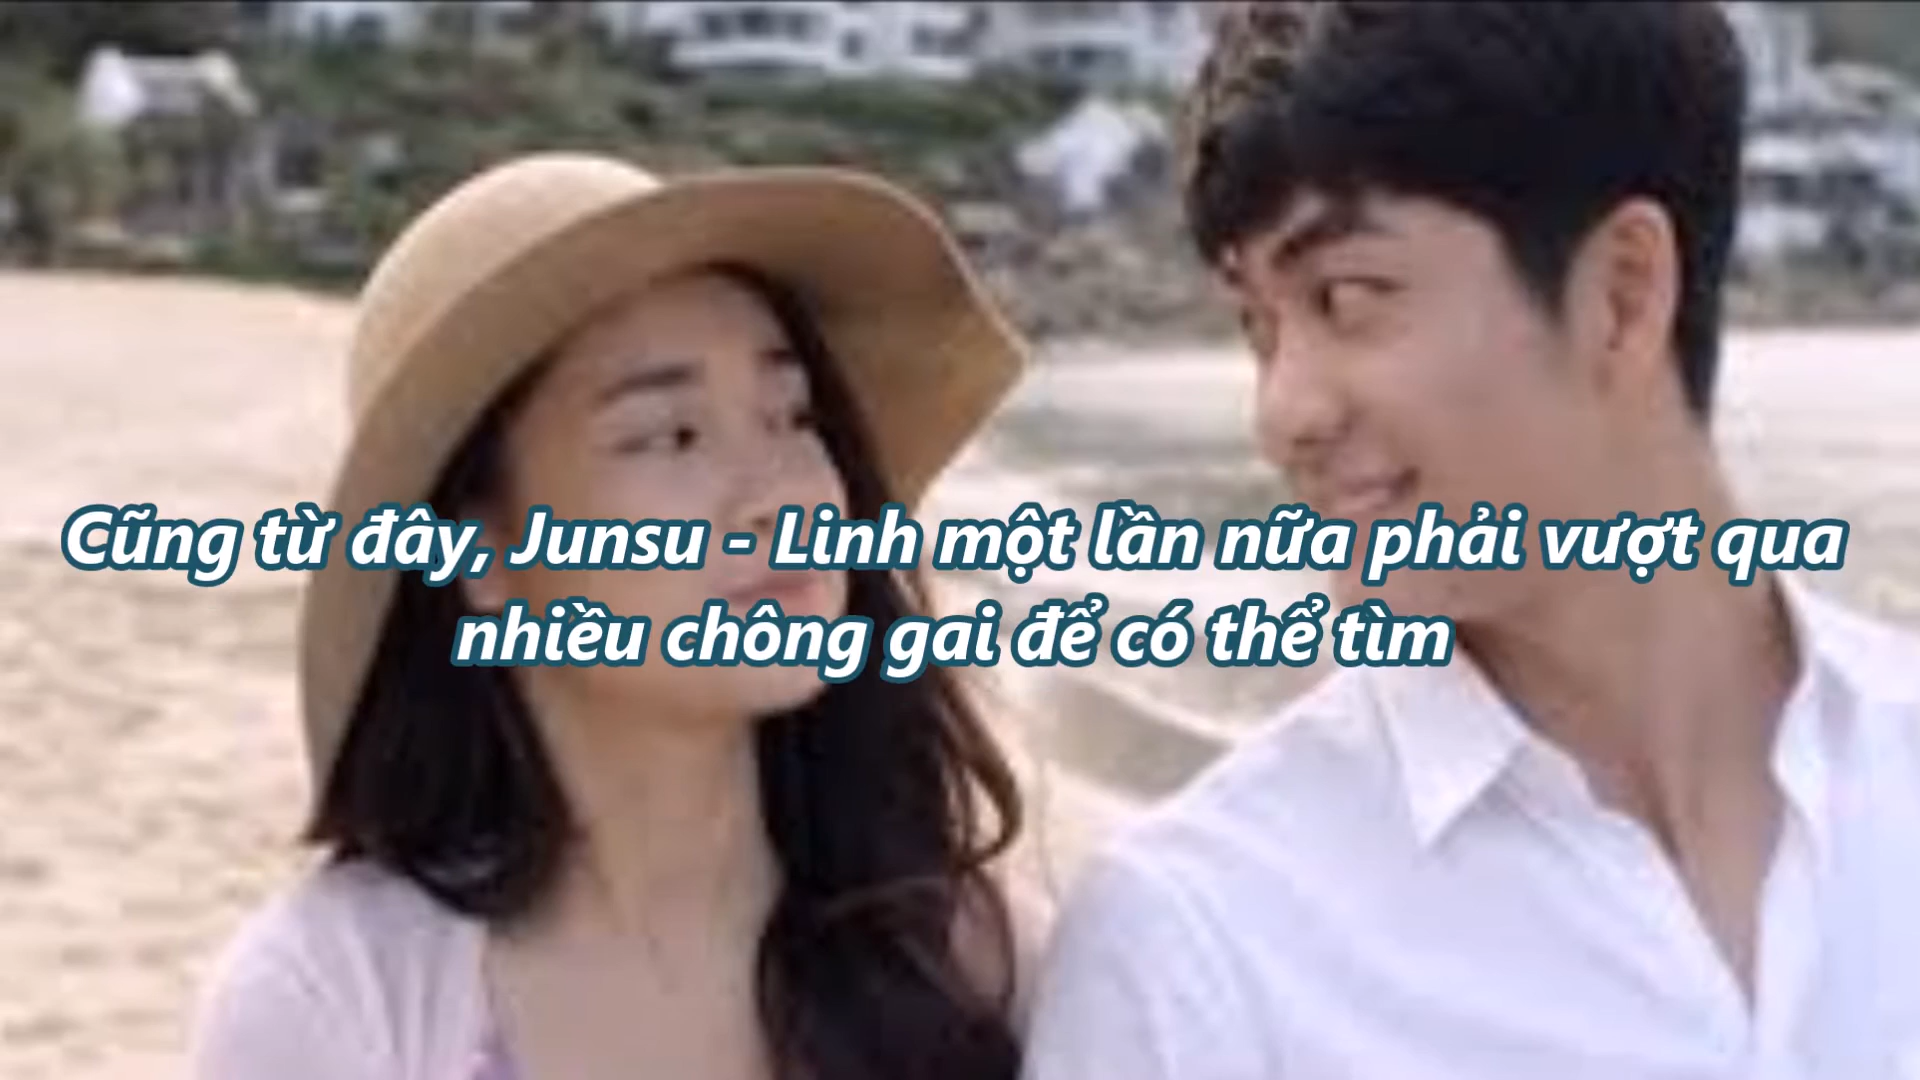 Cũng từ đây, Junsu - Linh một lần nữa phải vượt qua
nhiều chông gai để có thể tìm